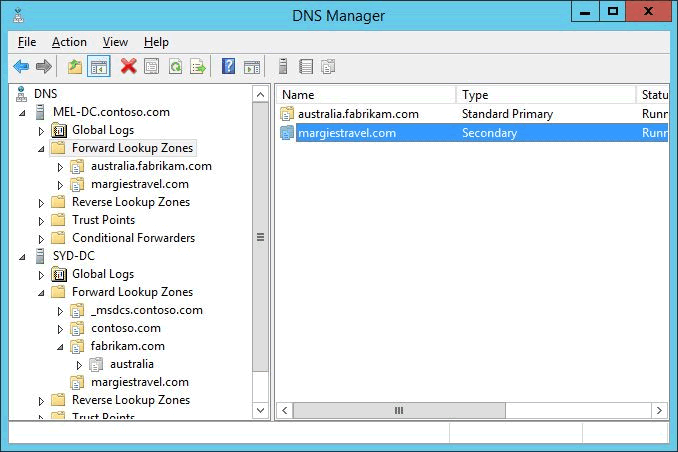 DNS Manager
File Action View Help
DNS
MEL-DC.contoso.com
Global Logs
Forward Lookup Zones
australia.fabrikam.com
margiestravel.com
Reverse Lookup Zones
Trust Points
Conditional Forwarders
SYD-DC
Global Logs
Forward Lookup Zones
_msdcs.contoso.com
contoso.com
fabrikam.com
australia
margiestravel.com
Reverse Lookup Zones
Trust Points
Name Type Statu
australia.fabrikam.com Standard Primary Runn
margiestravel.com Secondary Runn